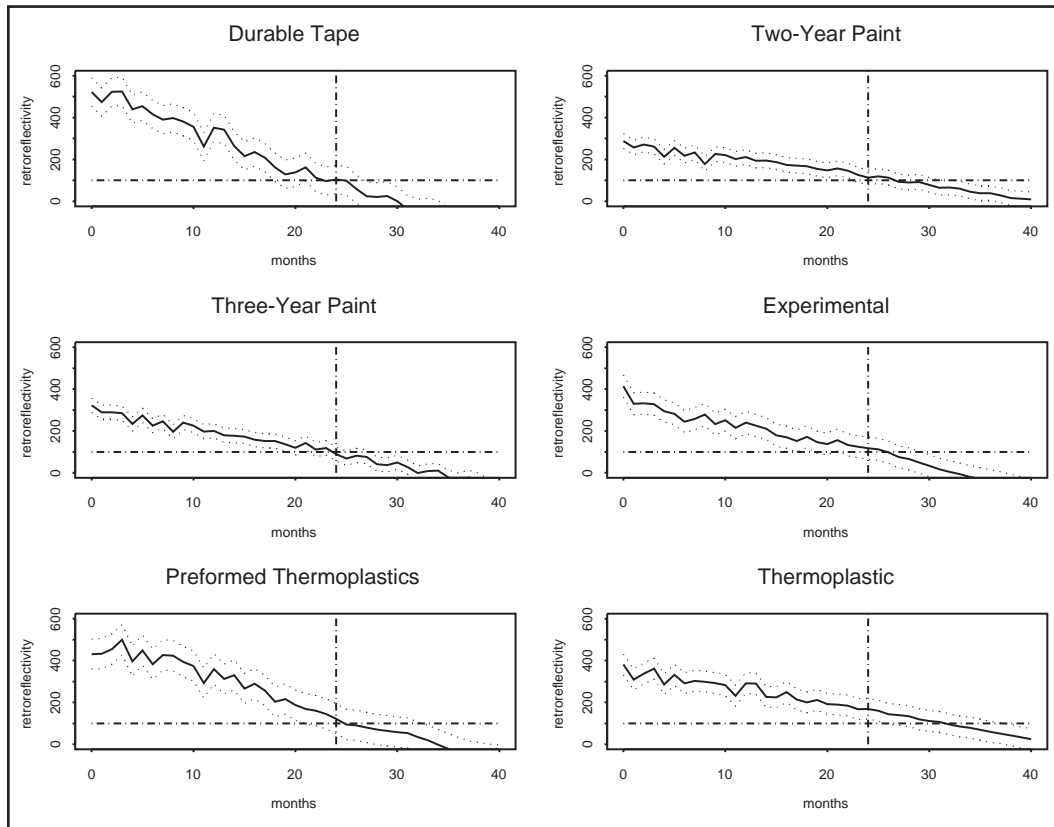 Durable Tape
retroreflectivity
600
400
200
0
0 10 20 30 40
months
Two-Year Paint
retroreflectivity
600
400
200
0
0 10 20 30 40
months
Three-Year Paint
retroreflectivity
600
400
200
0
0 10 20 30 40
months
Experimental
retroreflectivity
600
400
200
0
0 10 20 30 40
months
Preformed Thermoplastics
retroreflectivity
600
400
200
0
0 10 20 30 40
months
Thermoplastic
retroreflectivity
600
400
200
0
0 10 20 30 40
months